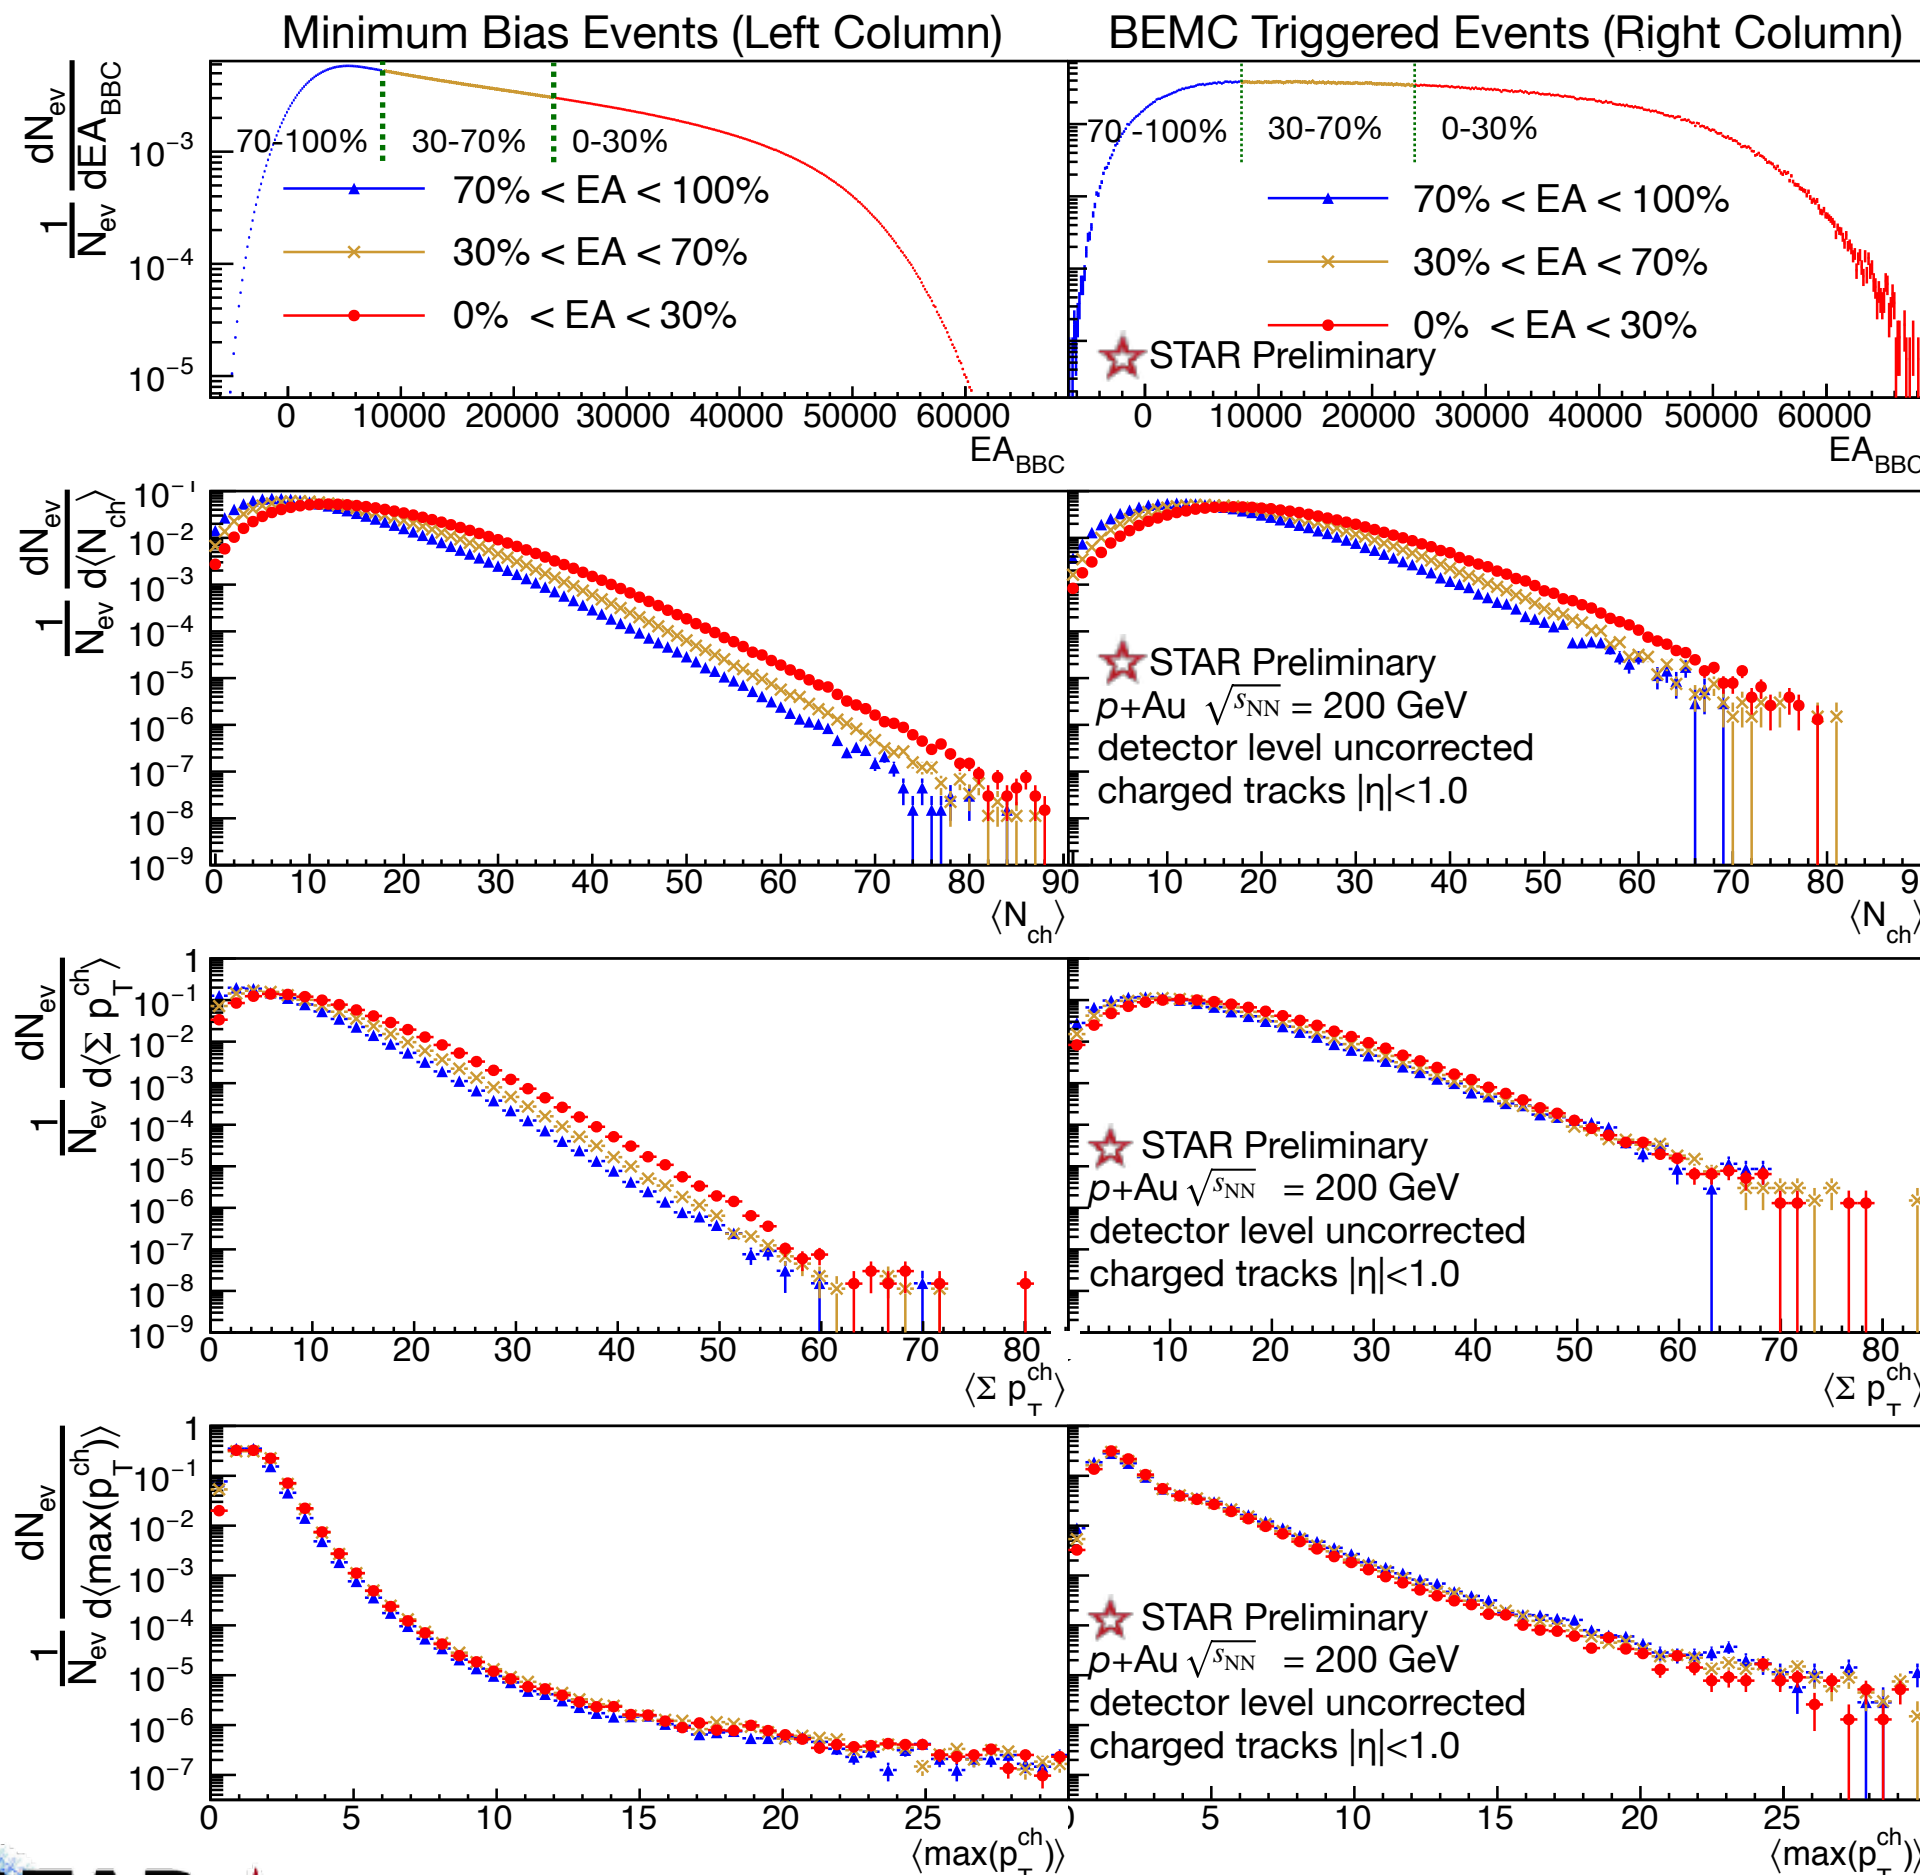 Minimum Bias Events (Left Column)
BEMC Triggered Events (Right Column)
1/N_ev dN_ev/dEA_BBC
10⁻³
10⁻⁴
10⁻⁵
70-100% 30-70% 0-30%
70% < EA < 100%
30% < EA < 70%
0% < EA < 30%
0 10000 20000 30000 40000 50000 60000
EA_BBC
70-100% 30-70% 0-30%
70% < EA < 100%
30% < EA < 70%
0% < EA < 30%
STAR Preliminary
0 10000 20000 30000 40000 50000 60000
EA_BBC
1/N_ev dN_ev/d⟨N_ch⟩
10⁻¹
10⁻²
10⁻³
10⁻⁴
10⁻⁵
10⁻⁶
10⁻⁷
10⁻⁸
10⁻⁹
0 10 20 30 40 50 60 70 80 90
⟨N_ch⟩
STAR Preliminary
p+Au √s_NN = 200 GeV
detector level uncorrected
charged tracks |η|<1.0
10 20 30 40 50 60 70 80 9
⟨N_ch⟩
1/N_ev dN_ev/d⟨Σ p_T^ch⟩
1
10⁻¹
10⁻²
10⁻³
10⁻⁴
10⁻⁵
10⁻⁶
10⁻⁷
10⁻⁸
10⁻⁹
0 10 20 30 40 50 60 70 80
⟨Σ p_T^ch⟩
STAR Preliminary
p+Au √s_NN = 200 GeV
detector level uncorrected
charged tracks |η|<1.0
10 20 30 40 50 60 70 80
⟨Σ p_T^ch⟩
1/N_ev dN_ev/d⟨max(p_T^ch)⟩
1
10⁻¹
10⁻²
10⁻³
10⁻⁴
10⁻⁵
10⁻⁶
10⁻⁷
0 5 10 15 20 25
⟨max(p_T^ch)⟩
STAR Preliminary
p+Au √s_NN = 200 GeV
detector level uncorrected
charged tracks |η|<1.0
0 5 10 15 20 25
⟨max(p_T^ch)⟩